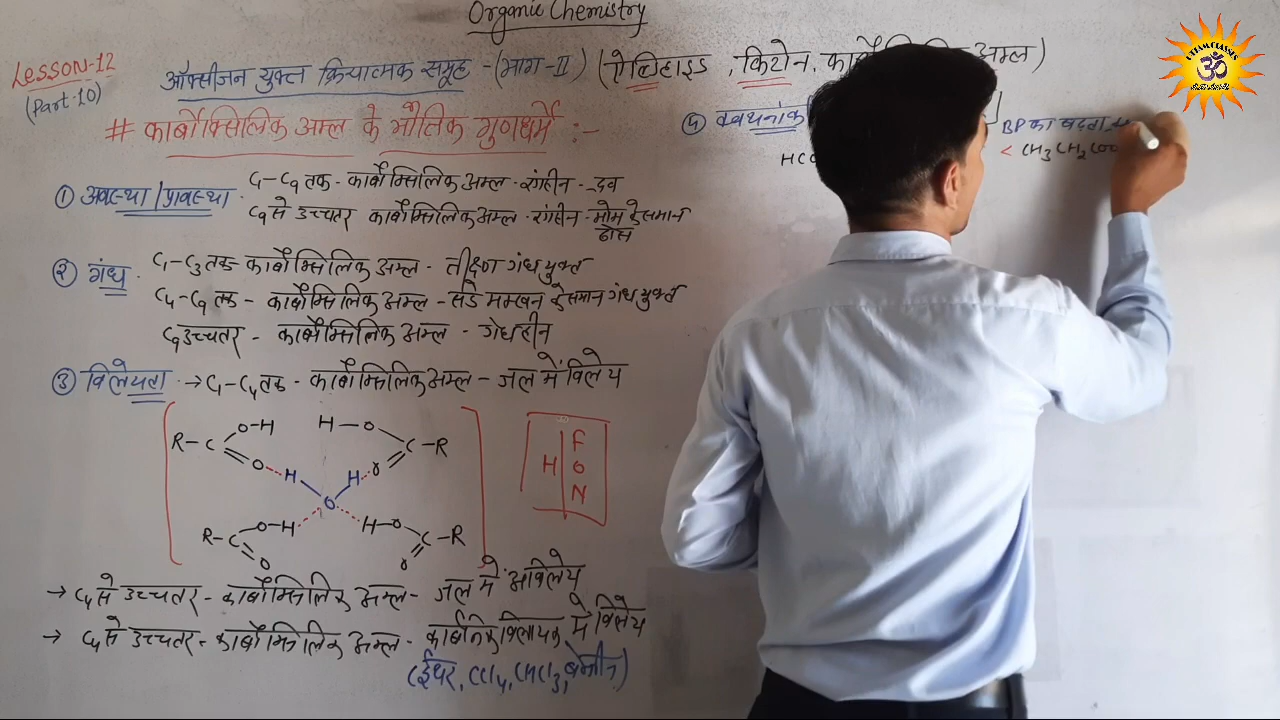 Organic Chemistry
Lesson-12
(Part-10)
ऑक्सीजन युक्त क्रियात्मक समूह -(भाग-II) (ऐल्डिहाइड, किटोन, कार्बोक्सिलिक अम्ल)
# कार्बोक्सिलिक अम्ल के भौतिक गुणधर्म :-
① अवस्था/प्रावस्था - C₁-C₉ तक - कार्बोक्सिलिक अम्ल - रंगहीन - द्रव
C₉ से उच्चतर कार्बोक्सिलिक अम्ल - रंगहीन - मोम के समान
ठोस
② गंध - C₁-C₃ तक कार्बोक्सिलिक अम्ल - तीक्ष्ण गंध युक्त
C₄-C₉ तक - कार्बोक्सिलिक अम्ल - सडे मक्खन के समान गंध युक्त
C₉ उच्चतर - कार्बोक्सिलिक अम्ल - गंधहीन
③ विलेयता → C₁-C₄ तक - कार्बोक्सिलिक अम्ल - जल में विलेय
R-C O-H H-O C-R
O H H O
O
R-C O-H H-O C-R
O O
H F
O
N
→ C₄ से उच्चतर - कार्बोक्सिलिक अम्ल - जल में अविलेय
→ C₄ से उच्चतर - कार्बोक्सिलिक अम्ल - कार्बनिक विलायक में विलेय
(ईथर, CCl₄, CHCl₃, बेन्जीन)
④ क्वथनांक
BP का बढता
HCO
< CH₃CH₂COO
ॐ